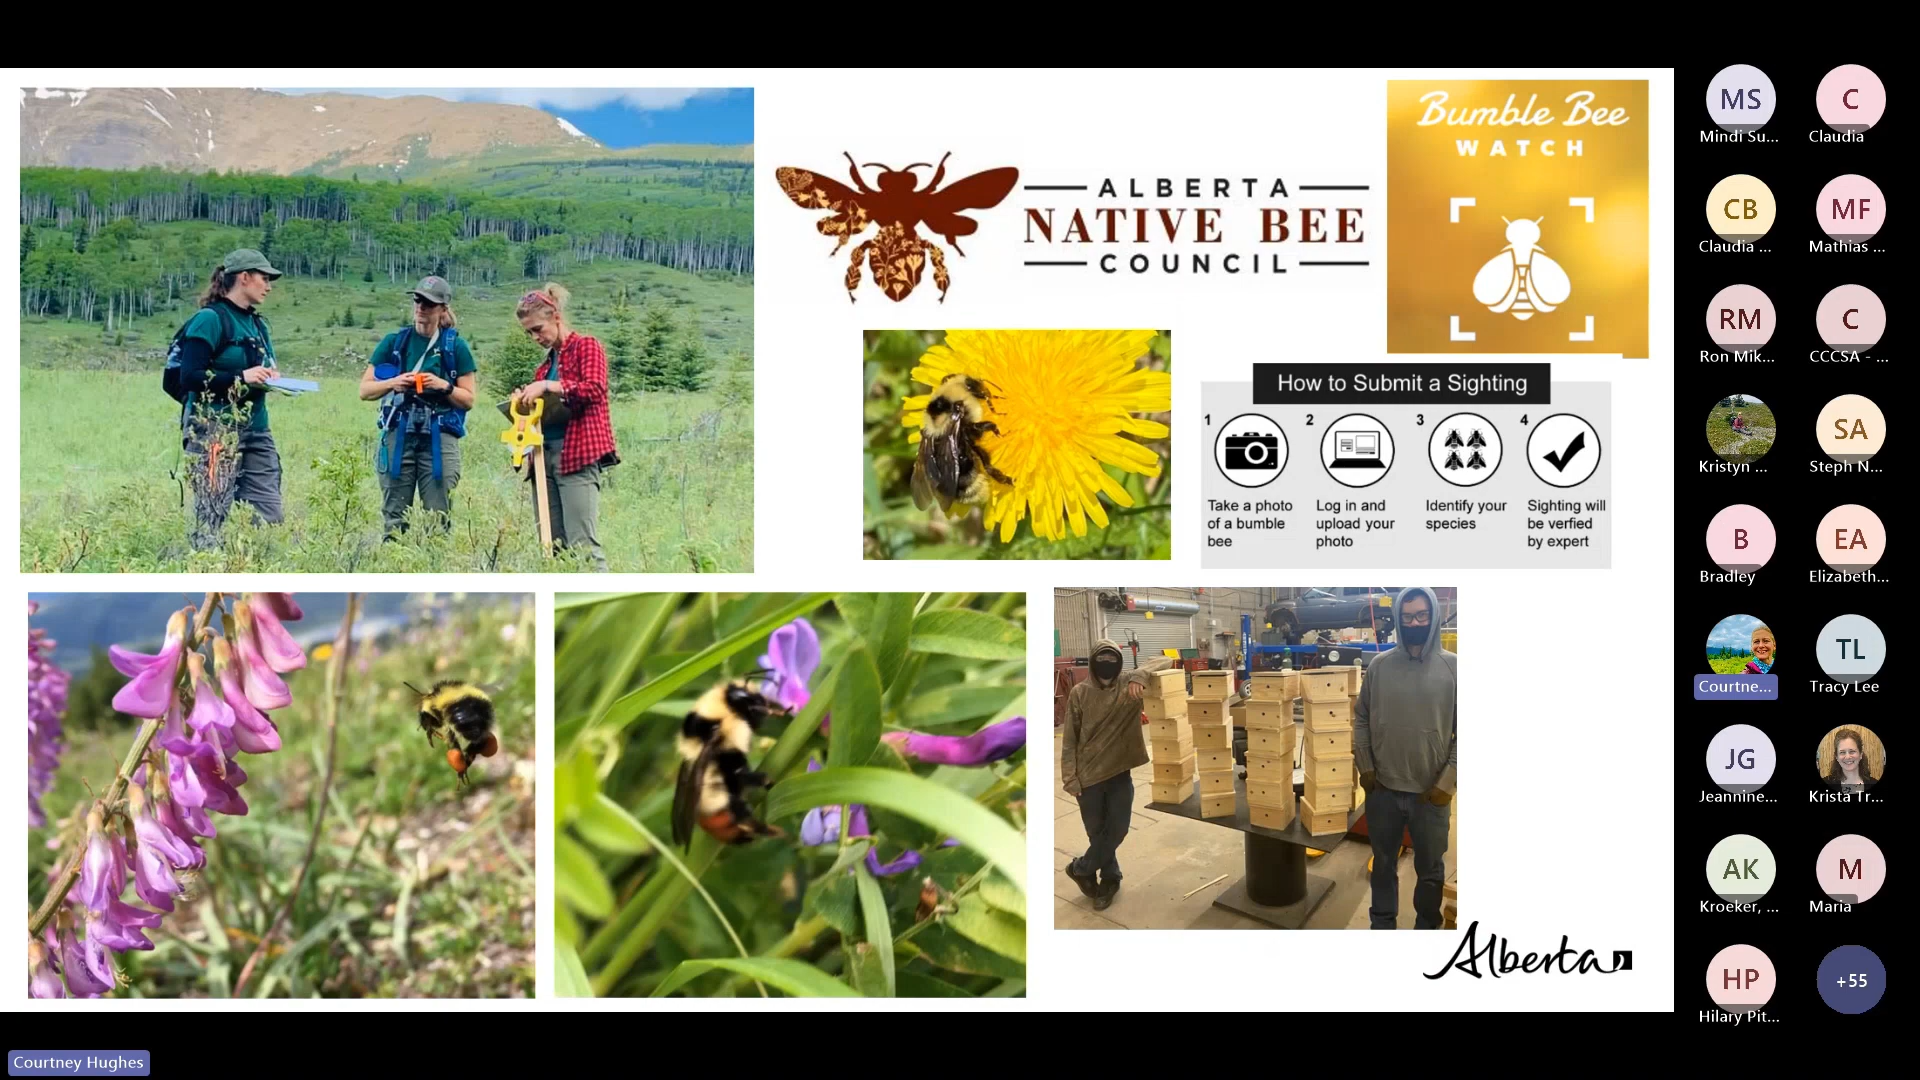 ALBERTA
NATIVE BEE
COUNCIL
Bumble Bee
WATCH
How to Submit a Sighting
1
Take a photo
of a bumble
bee
2
Log in and
upload your
photo
3
Identify your
species
4
Sighting will
be verfied
by expert
Alberta
MS
Mindi Su...
C
Claudia
CB
Claudia ...
MF
Mathias ...
RM
Ron Mik...
C
CCCSA - ...
Kristyn ...
SA
Steph N...
B
Bradley
EA
Elizabeth...
Courtne...
TL
Tracy Lee
JG
Jeannine...
Krista Tr...
AK
Kroeker, ...
M
Maria
HP
Hilary Pit...
+55
Courtney Hughes